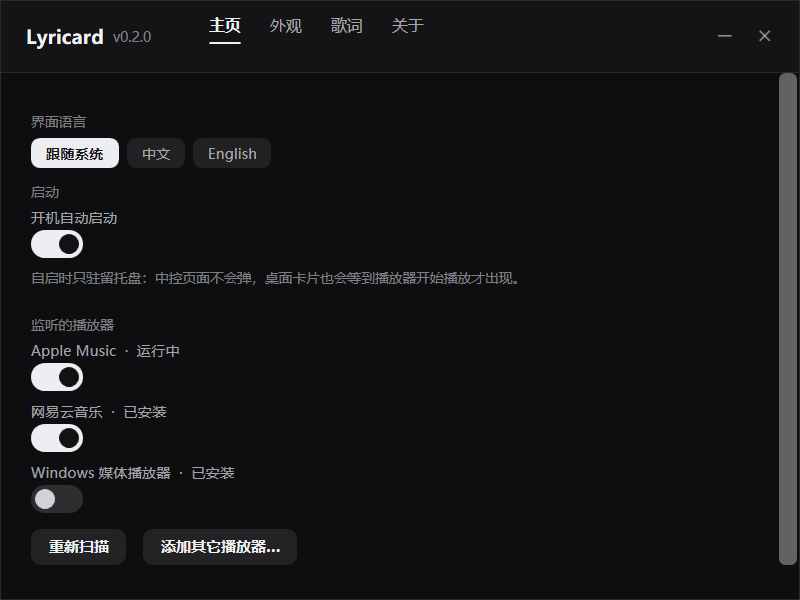 Lyricard v0.2.0 主页 外观 歌词 关于
界面语言
跟随系统 中文 English
启动
开机自动启动
自启时只驻留托盘：中控页面不会弹，桌面卡片也会等到播放器开始播放才出现。
监听的播放器
Apple Music · 运行中
网易云音乐 · 已安装
Windows 媒体播放器 · 已安装
重新扫描 添加其它播放器...